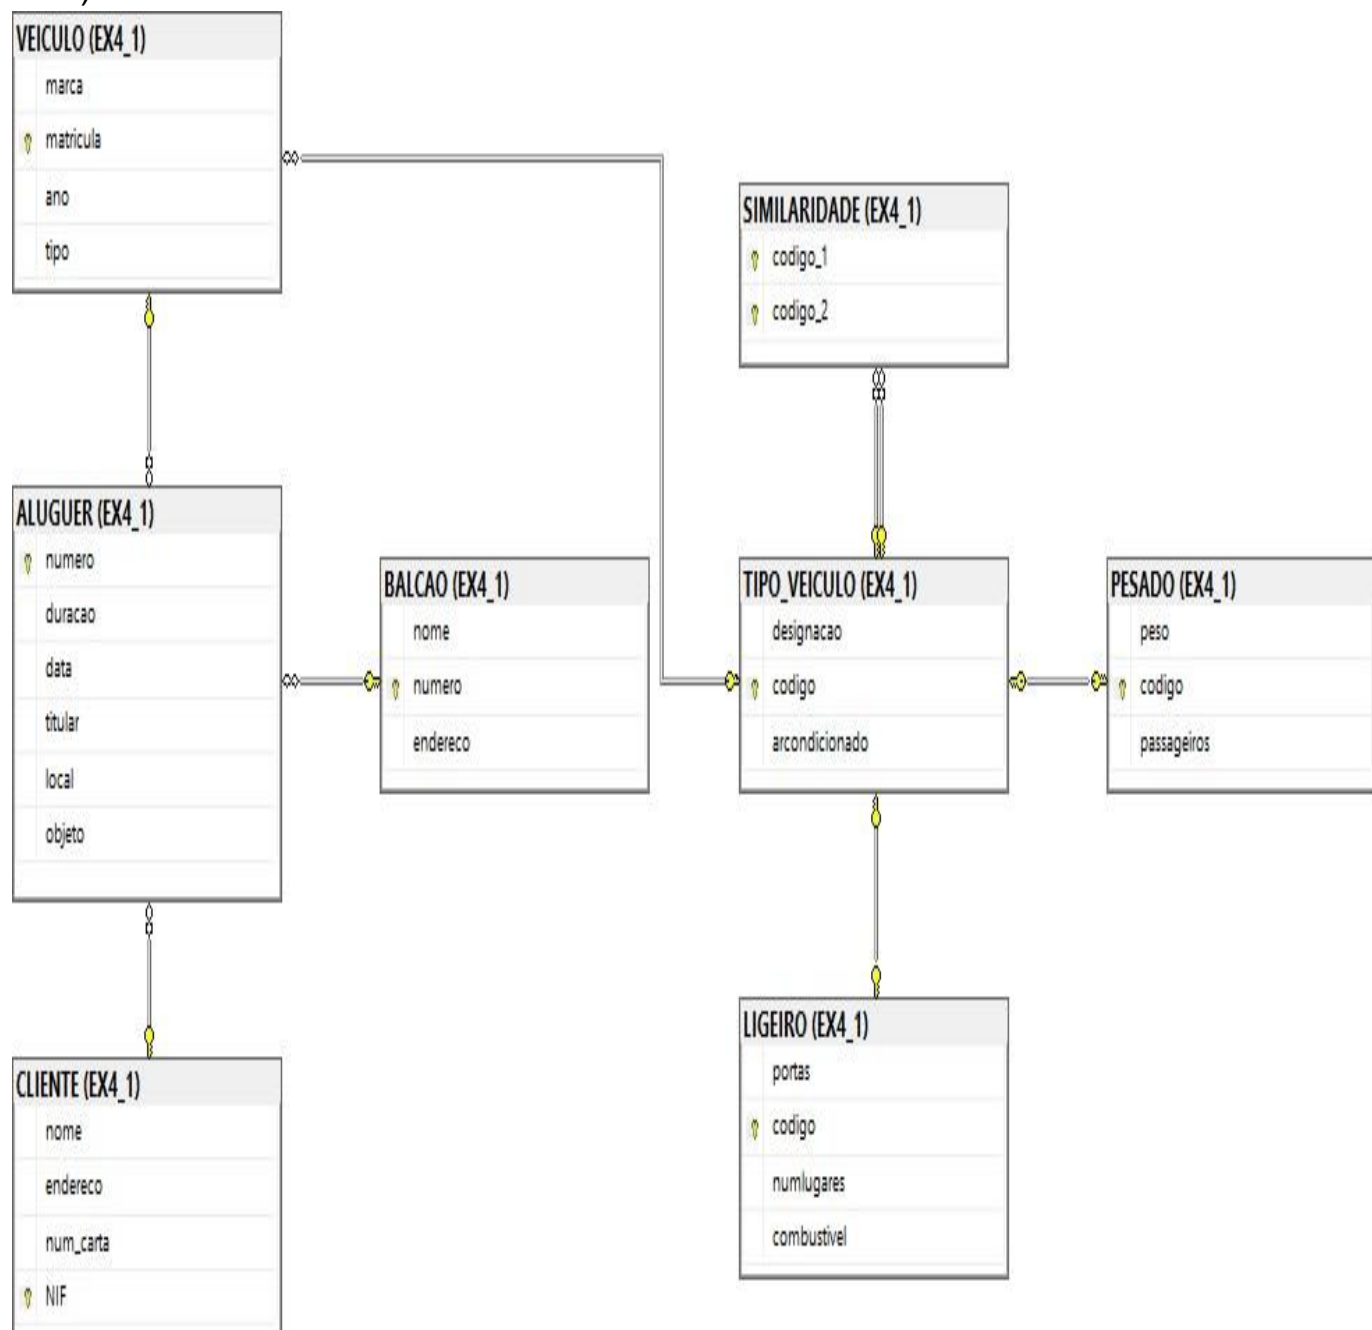 VEICULO (EX4_1)
marca
matricula
ano
tipo
SIMILARIDADE (EX4_1)
codigo_1
codigo_2
ALUGUER (EX4_1)
numero
duracao
data
titular
local
objeto
BALCAO (EX4_1)
nome
numero
endereco
TIPO_VEICULO (EX4_1)
designacao
codigo
arcondicionado
PESADO (EX4_1)
peso
codigo
passageiros
CLIENTE (EX4_1)
nome
endereco
num_carta
NIF
LIGEIRO (EX4_1)
portas
codigo
numlugares
combustivel